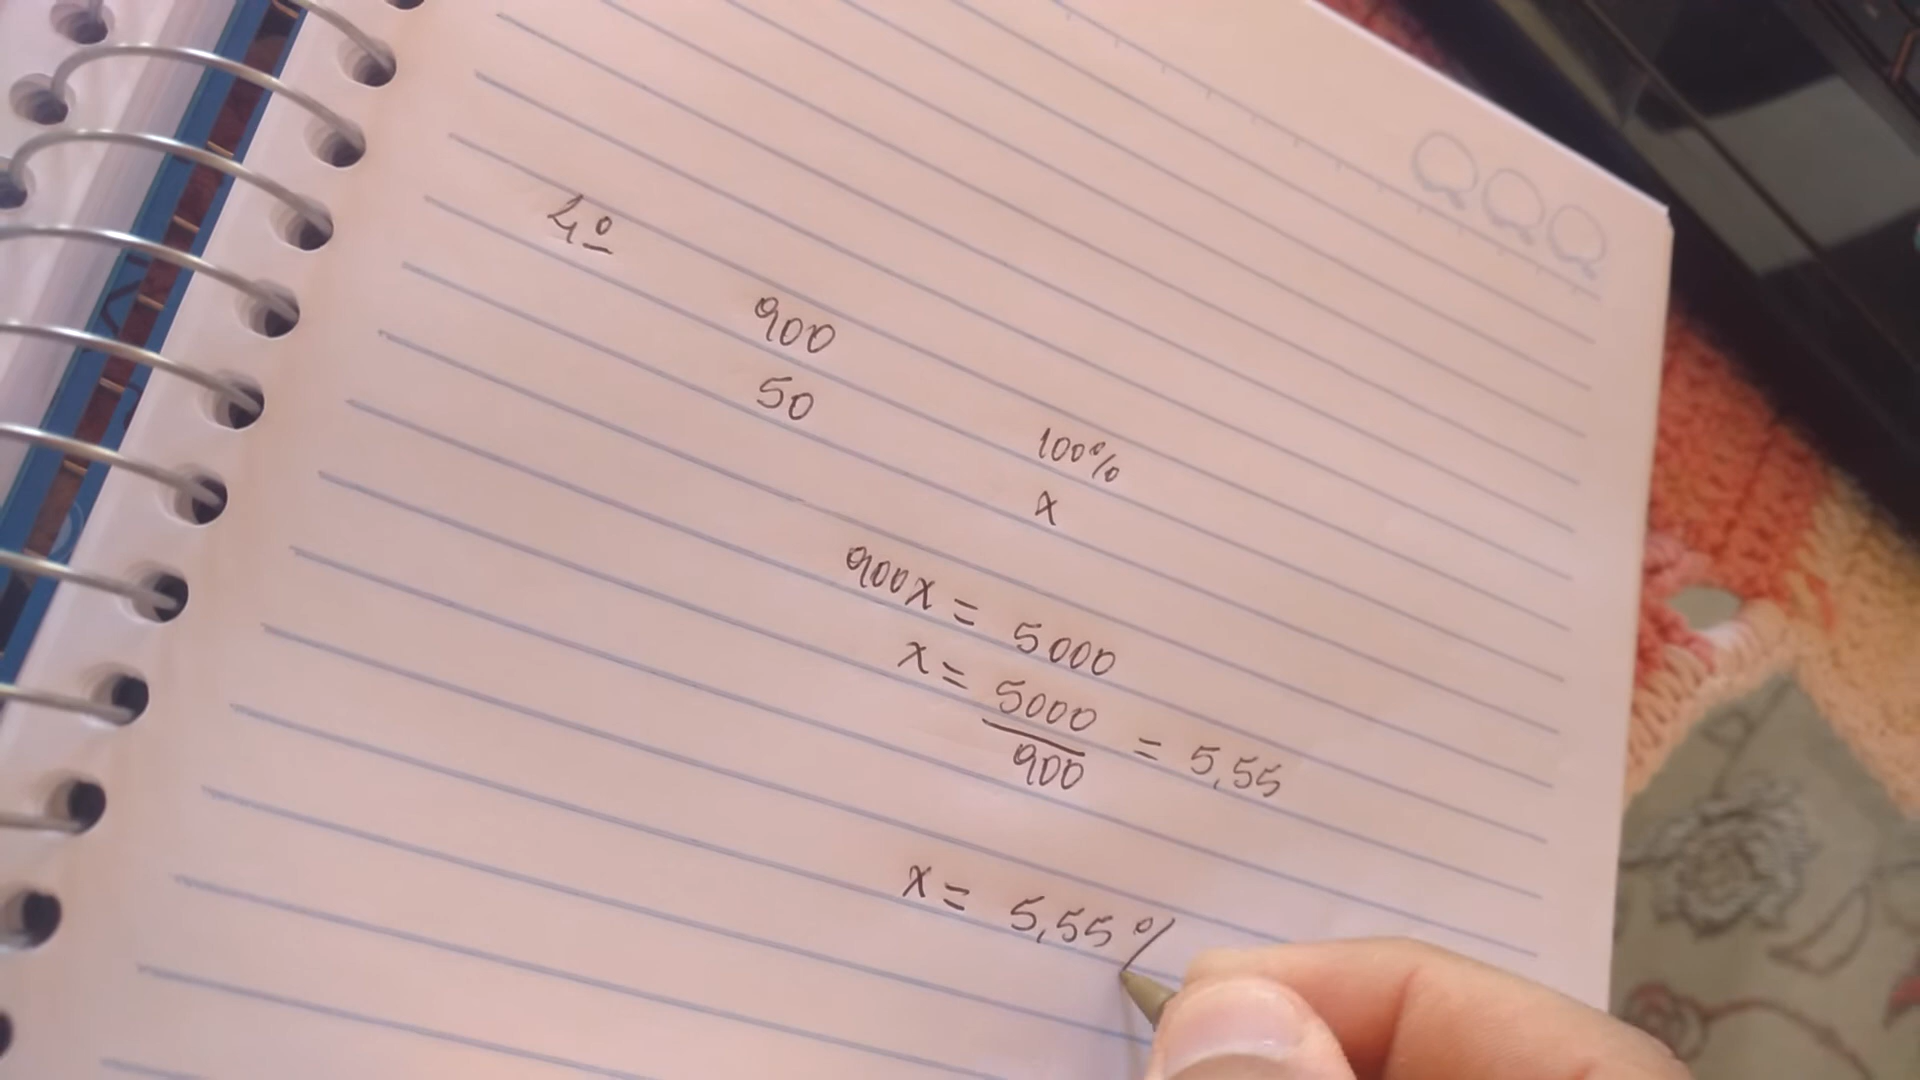 4º
900
50
100%
x
900x = 5000
x = 5000
900
= 5,55
x = 5,55%